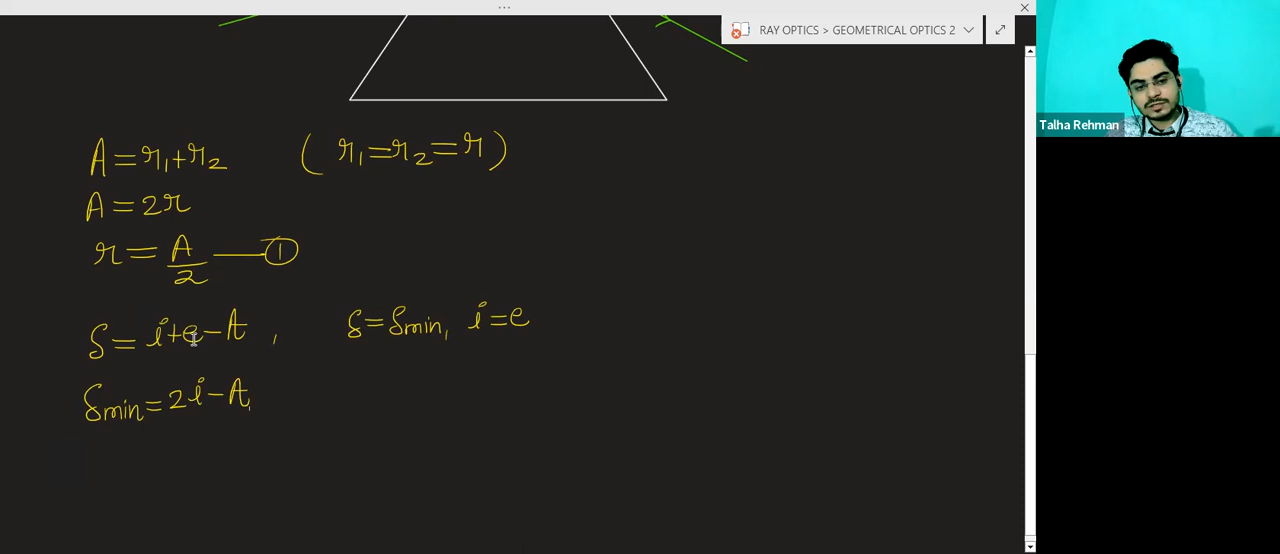 RAY OPTICS > GEOMETRICAL OPTICS 2
Talha Rehman
A = r₁ + r₂ ( r₁ = r₂ = r )
A = 2r
r = A/2 — ①
δ = i + e − A , δ = δmin, i = e
δmin = 2i − A,